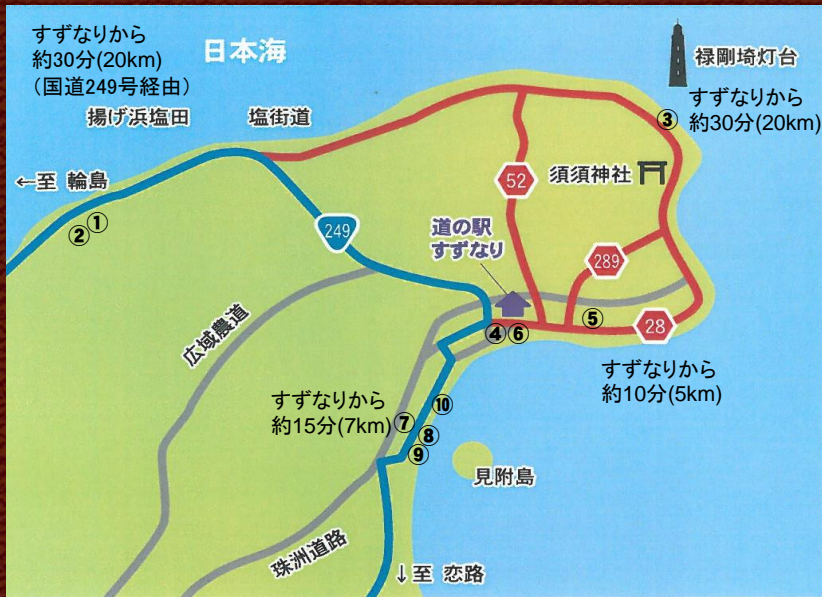 すずなりから
約30分(20km)
（国道249号経由）
日本海
禄剛埼灯台
すずなりから
約30分(20km)
揚げ浜塩田
塩街道
③
←至 輪島
52
須須神社
①
②
249
道の駅
すずなり
289
広域農道
④
⑥
⑤
28
すずなりから
約10分(5km)
すずなりから
約15分(7km)
⑩
⑦
⑧
⑨
見附島
珠洲道路
↓至 恋路